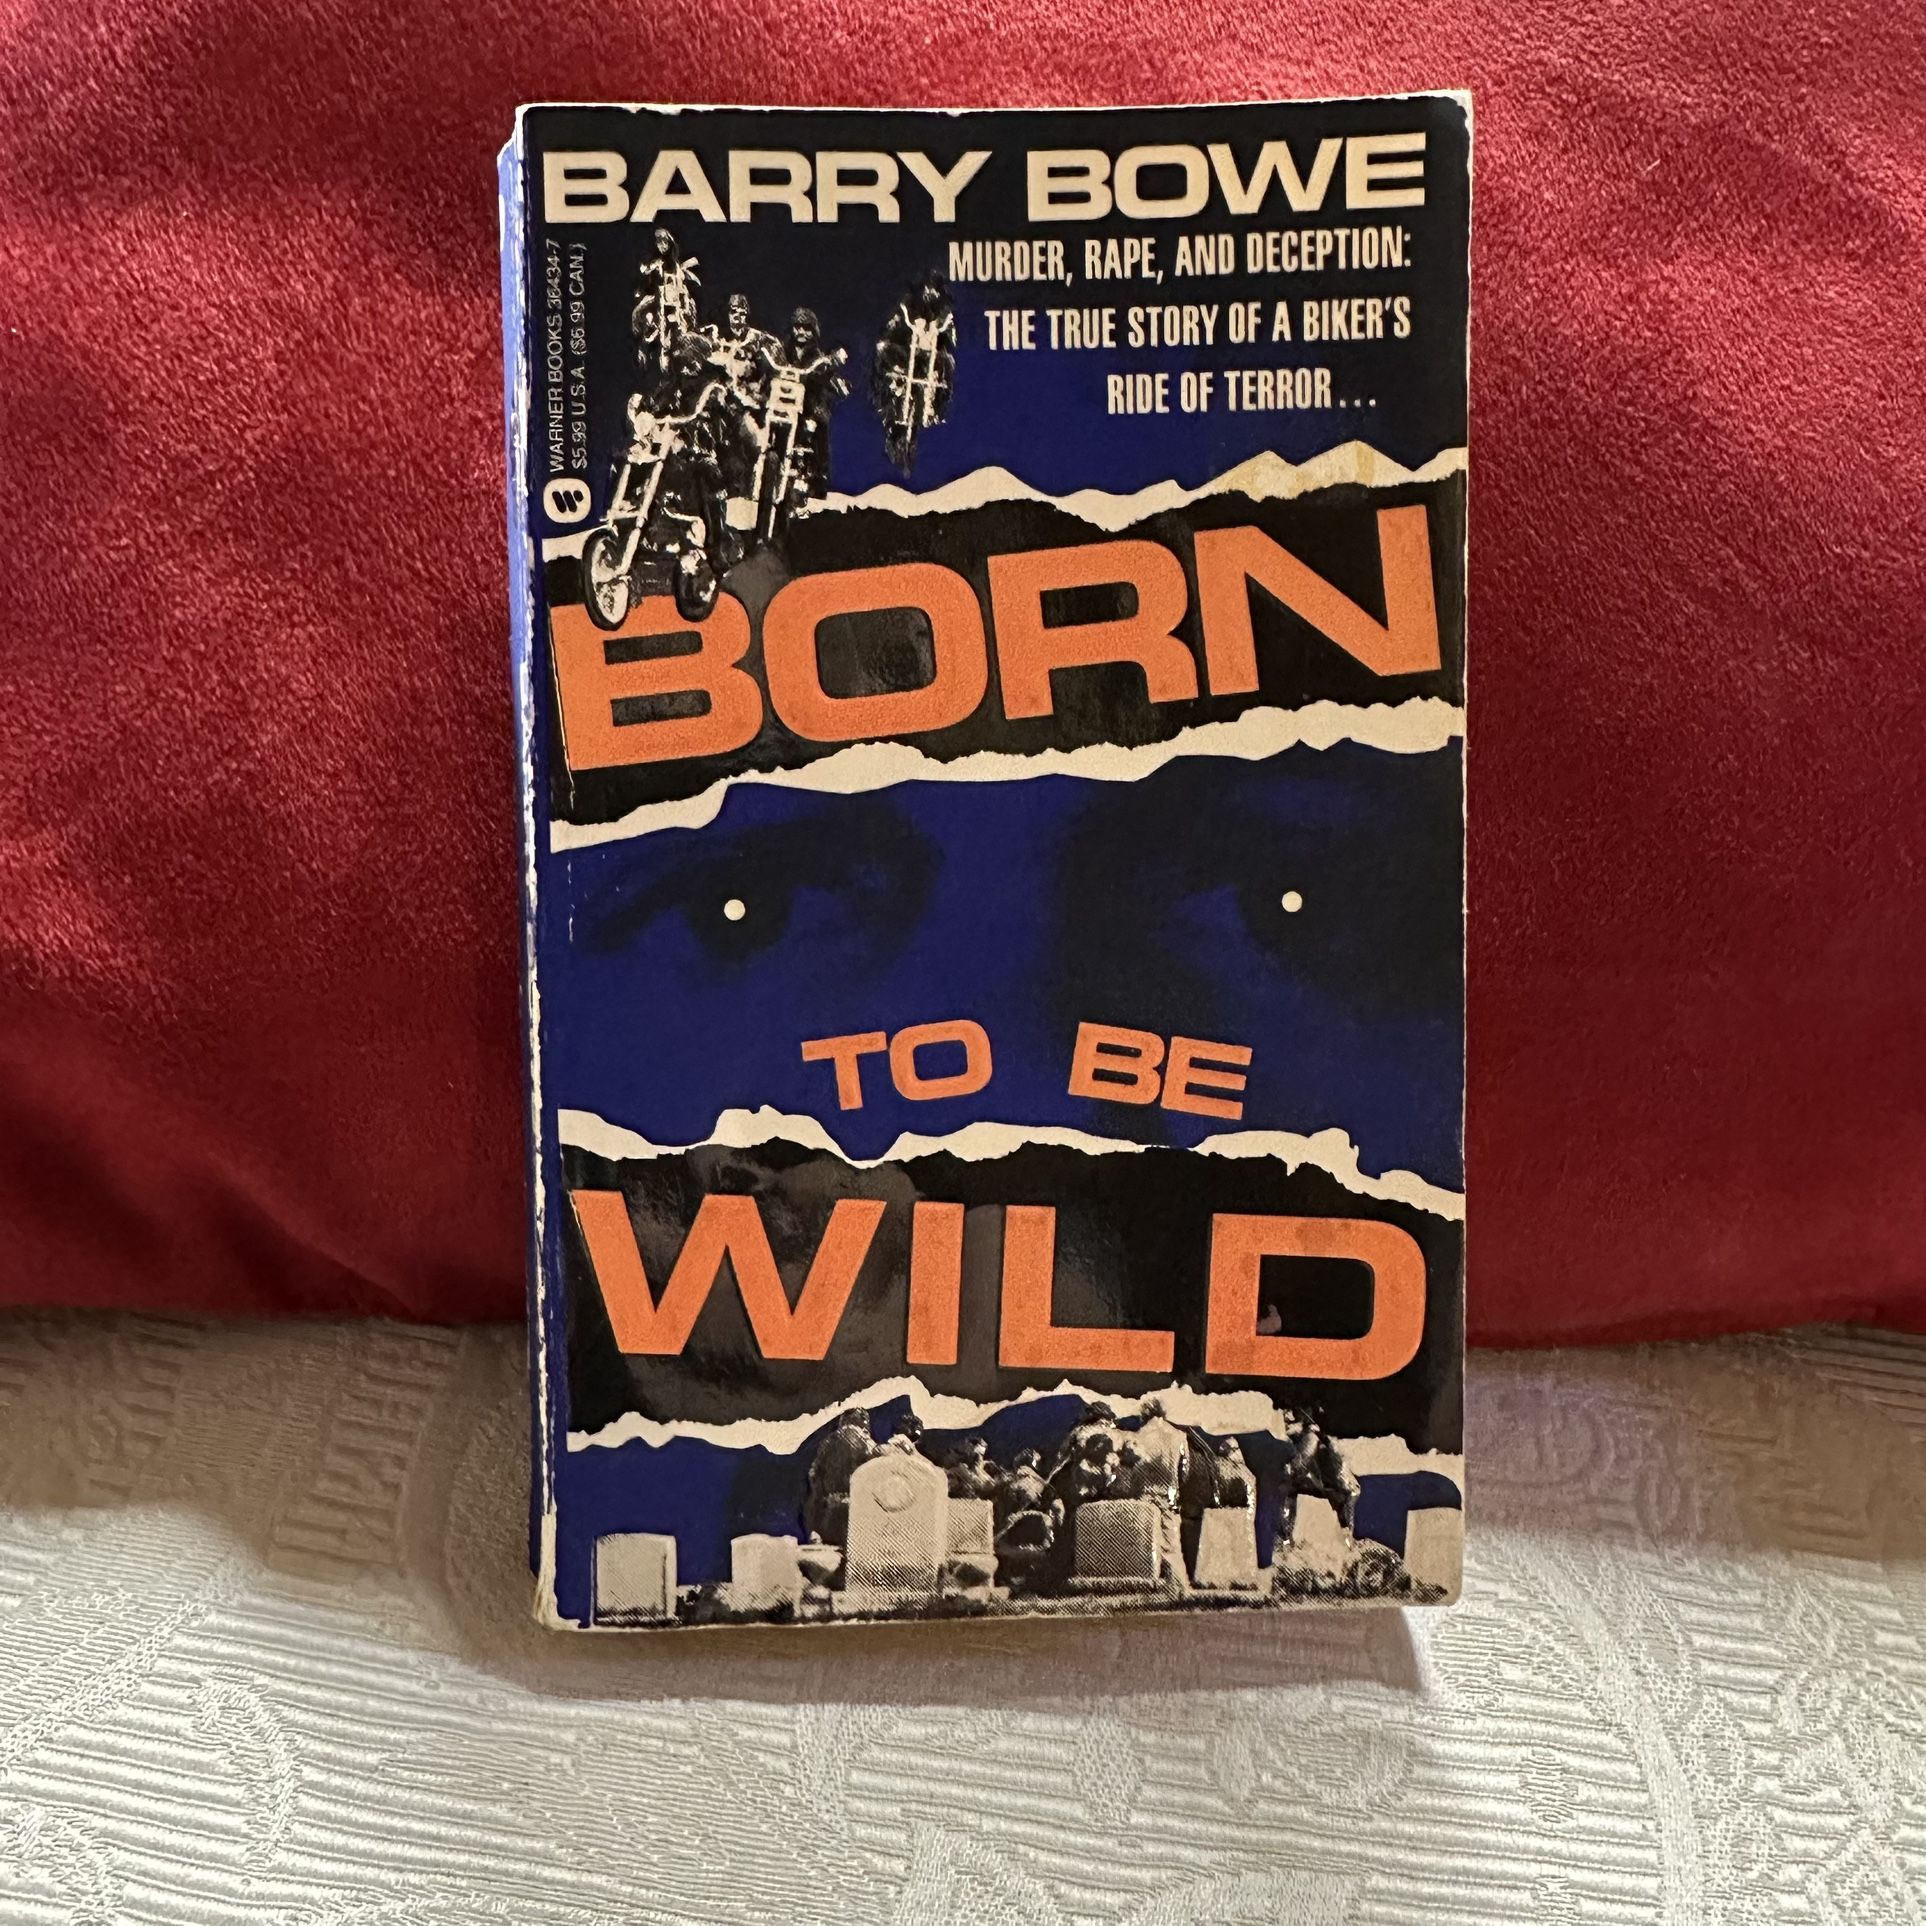 BARRY BOWE
MURDER, RAPE, AND DECEPTION:
THE TRUE STORY OF A BIKER'S
RIDE OF TERROR...
WARNER BOOKS 36434-7
$5.99 U.S.A. ($6.99 CAN.)
BORN
TO BE
WILD